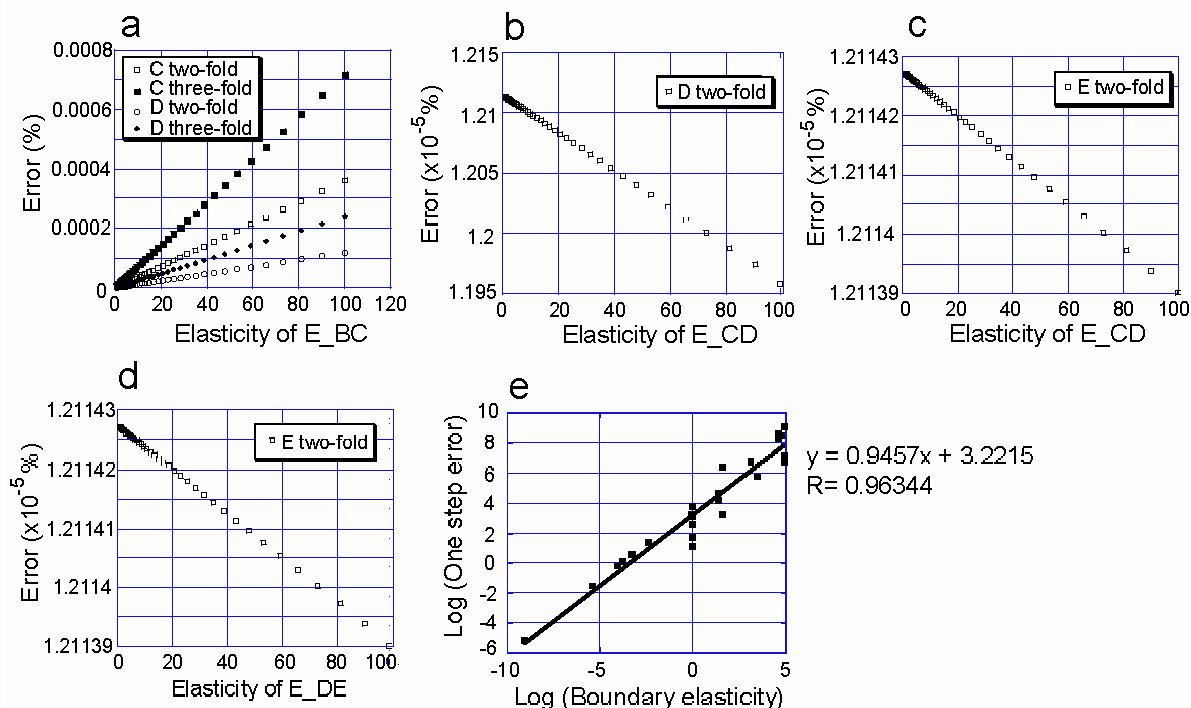 a
0.0008
0.0006
0.0004
0.0002
0
Error (%)
C two-fold
C three-fold
D two-fold
D three-fold
0 20 40 60 80 100 120
Elasticity of E_BC
b
1.215
1.21
1.205
1.2
1.195
Error (x10-5%)
D two-fold
0 20 40 60 80 100
Elasticity of E_CD
c
1.21143
1.21142
1.21141
1.2114
1.21139
Error (x10-5%)
E two-fold
0 20 40 60 80 100
Elasticity of E_CD
d
1.21143
1.21142
1.21141
1.2114
1.21139
Error (x10-5%)
E two-fold
0 20 40 60 80 100
Elasticity of E_DE
e
10
8
6
4
2
0
-2
-4
-6
Log (One step error)
-10 -5 0 5
Log (Boundary elasticity)
y = 0.9457x + 3.2215
R= 0.96344